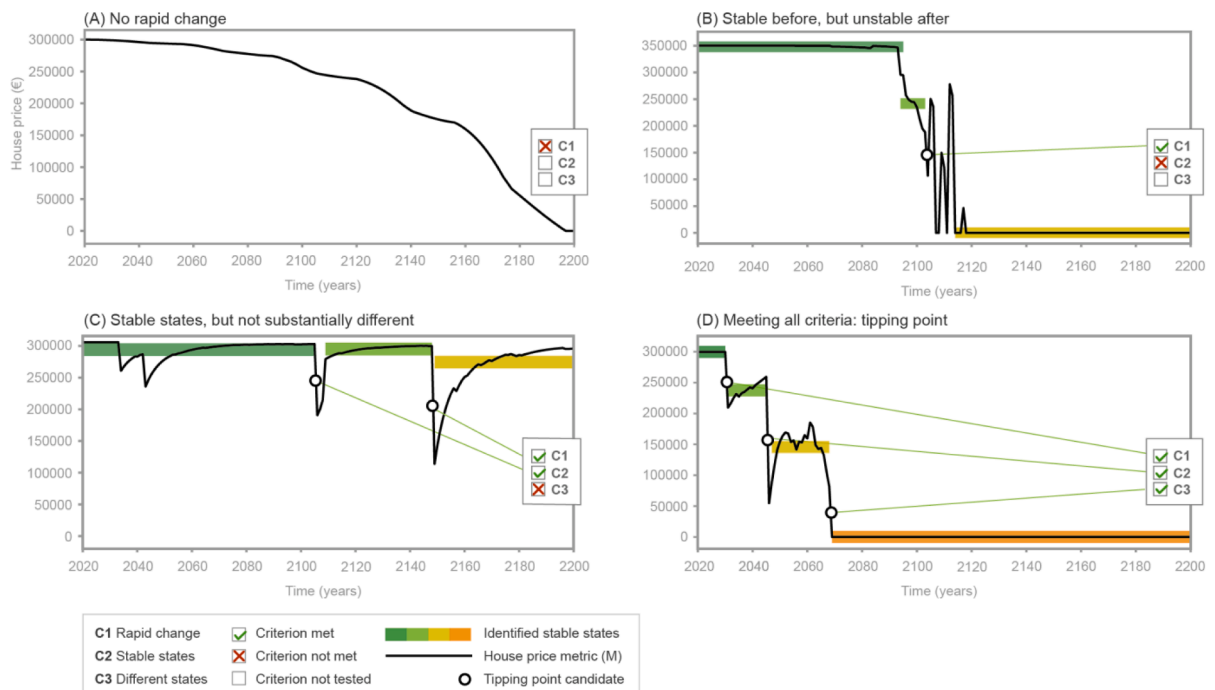 (A) No rapid change
House price (€)
300000
250000
200000
150000
100000
50000
0
C1
C2
C3
2020 2040 2060 2080 2100 2120 2140 2160 2180 2200
Time (years)
(B) Stable before, but unstable after
350000
300000
250000
200000
150000
100000
50000
0
C1
C2
C3
2020 2040 2060 2080 2100 2120 2140 2160 2180 2200
Time (years)
(C) Stable states, but not substantially different
300000
250000
200000
150000
100000
50000
0
C1
C2
C3
2020 2040 2060 2080 2100 2120 2140 2160 2180 2200
Time (years)
(D) Meeting all criteria: tipping point
300000
250000
200000
150000
100000
50000
0
C1
C2
C3
2020 2040 2060 2080 2100 2120 2140 2160 2180 2200
Time (years)
C1 Rapid change
C2 Stable states
C3 Different states
Criterion met
Criterion not met
Criterion not tested
Identified stable states
House price metric (M)
Tipping point candidate